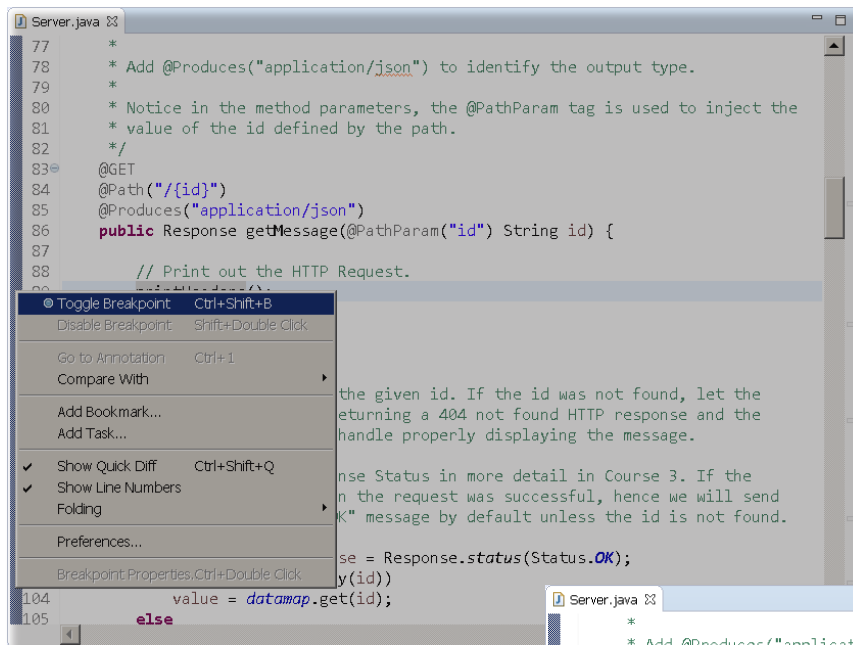 Server.java
77 *
78 * Add @Produces("application/json") to identify the output type.
79 *
80 * Notice in the method parameters, the @PathParam tag is used to inject the
81 * value of the id defined by the path.
82 */
83 @GET
84 @Path("/{id}")
85 @Produces("application/json")
86 public Response getMessage(@PathParam("id") String id) {
87
88 // Print out the HTTP Request.
89 printHeaders();
Toggle Breakpoint Ctrl+Shift+B
Disable Breakpoint Shift+Double Click
Go to Annotation Ctrl+1
Compare With
the given id. If the id was not found, let the
Add Bookmark...
eturning a 404 not found HTTP response and the
Add Task...
handle properly displaying the message.
Show Quick Diff Ctrl+Shift+Q
nse Status in more detail in Course 3. If the
Show Line Numbers
n the request was successful, hence we will send
Folding
K" message by default unless the id is not found.
Preferences...
se = Response.status(Status.OK);
Breakpoint Properties.Ctrl+Double Click
y(id))
104 value = datamap.get(id);
105 else
Server.java
*
* Add @Produces("applicat